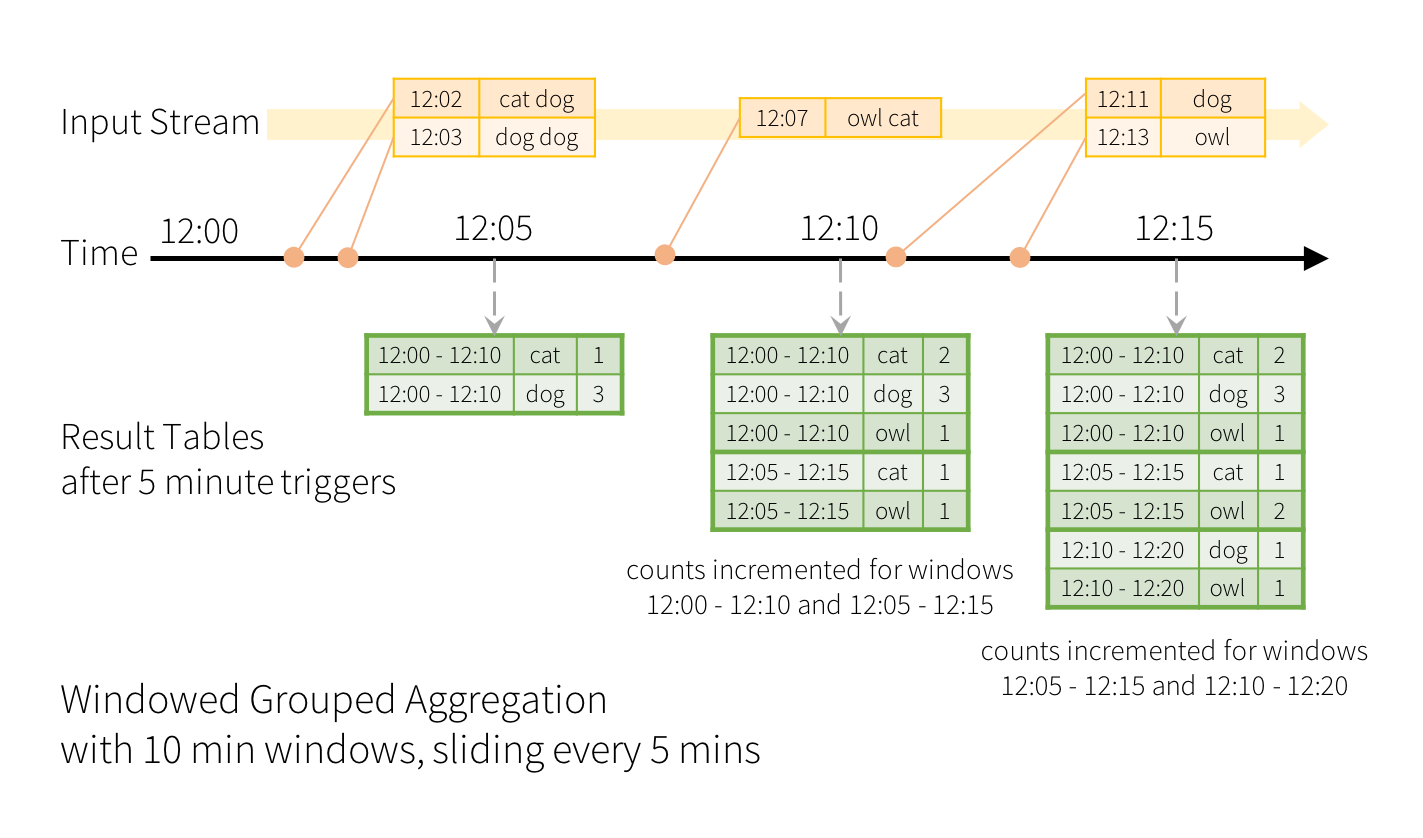 Input Stream
12:02 cat dog
12:03 dog dog
12:07 owl cat
12:11 dog
12:13 owl
Time
12:00 12:05 12:10 12:15
Result Tables
after 5 minute triggers
12:00 - 12:10 cat 1
12:00 - 12:10 dog 3
12:00 - 12:10 cat 2
12:00 - 12:10 dog 3
12:00 - 12:10 owl 1
12:05 - 12:15 cat 1
12:05 - 12:15 owl 1
counts incremented for windows
12:00 - 12:10 and 12:05 - 12:15
12:00 - 12:10 cat 2
12:00 - 12:10 dog 3
12:00 - 12:10 owl 1
12:05 - 12:15 cat 1
12:05 - 12:15 owl 2
12:10 - 12:20 dog 1
12:10 - 12:20 owl 1
counts incremented for windows
12:05 - 12:15 and 12:10 - 12:20
Windowed Grouped Aggregation
with 10 min windows, sliding every 5 mins